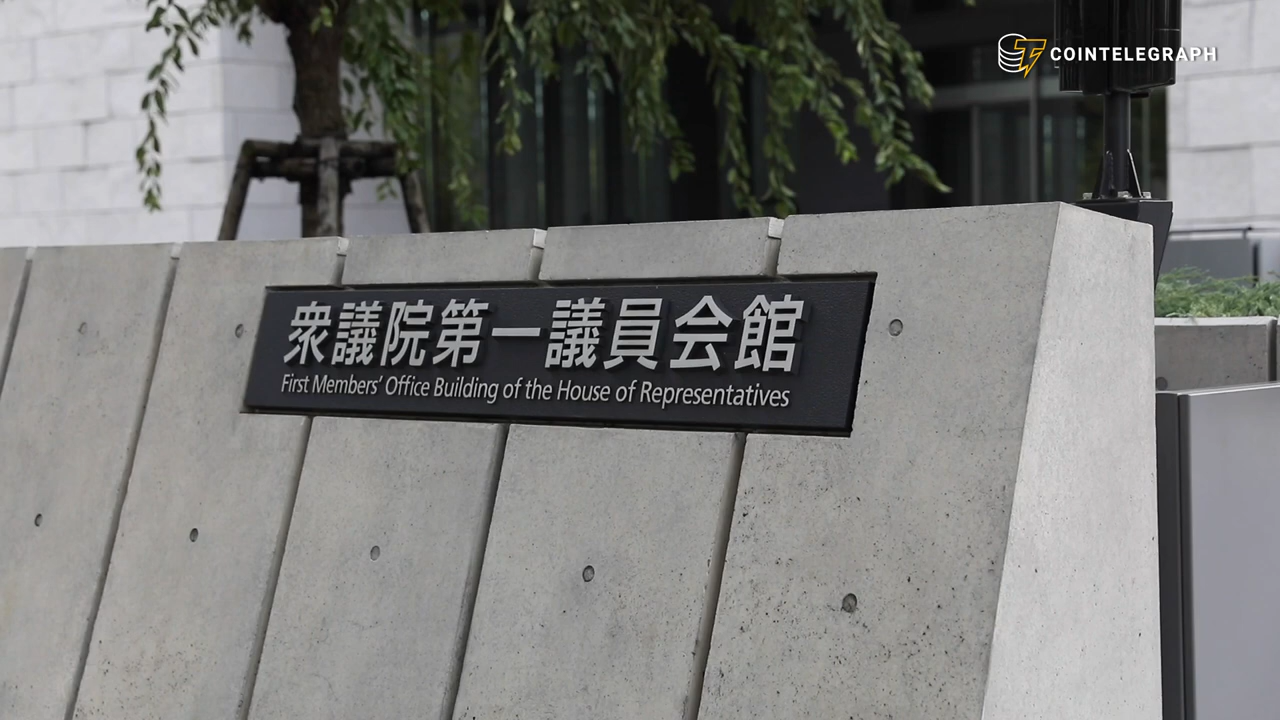 COINTELEGRAPH
衆議院第一議員会館
First Members' Office Building of the House of Representatives